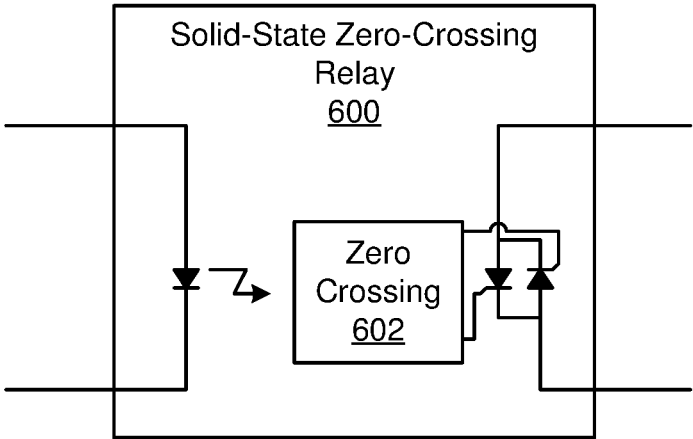 Solid-State Zero-Crossing
Relay
600
Zero
Crossing
602